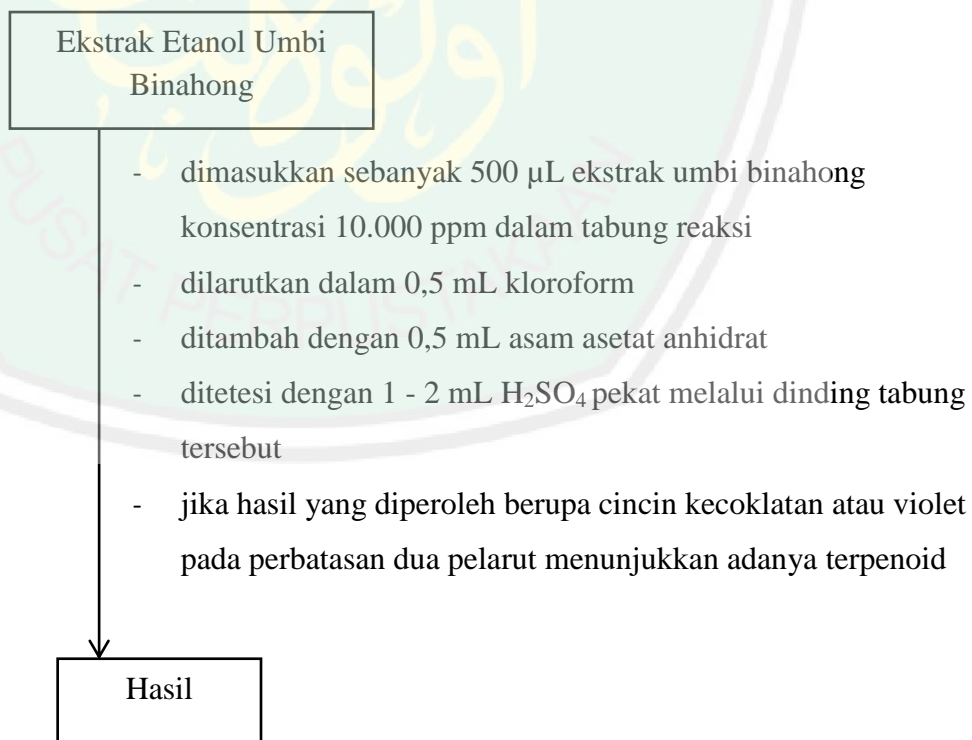 Ekstrak Etanol Umbi
Binahong
- dimasukkan sebanyak 500 µL ekstrak umbi binahong
konsentrasi 10.000 ppm dalam tabung reaksi
- dilarutkan dalam 0,5 mL kloroform
- ditambah dengan 0,5 mL asam asetat anhidrat
- ditetesi dengan 1 - 2 mL H₂SO₄ pekat melalui dinding tabung
tersebut
- jika hasil yang diperoleh berupa cincin kecoklatan atau violet
pada perbatasan dua pelarut menunjukkan adanya terpenoid
Hasil
PUSAT PERPUSTAKAAN